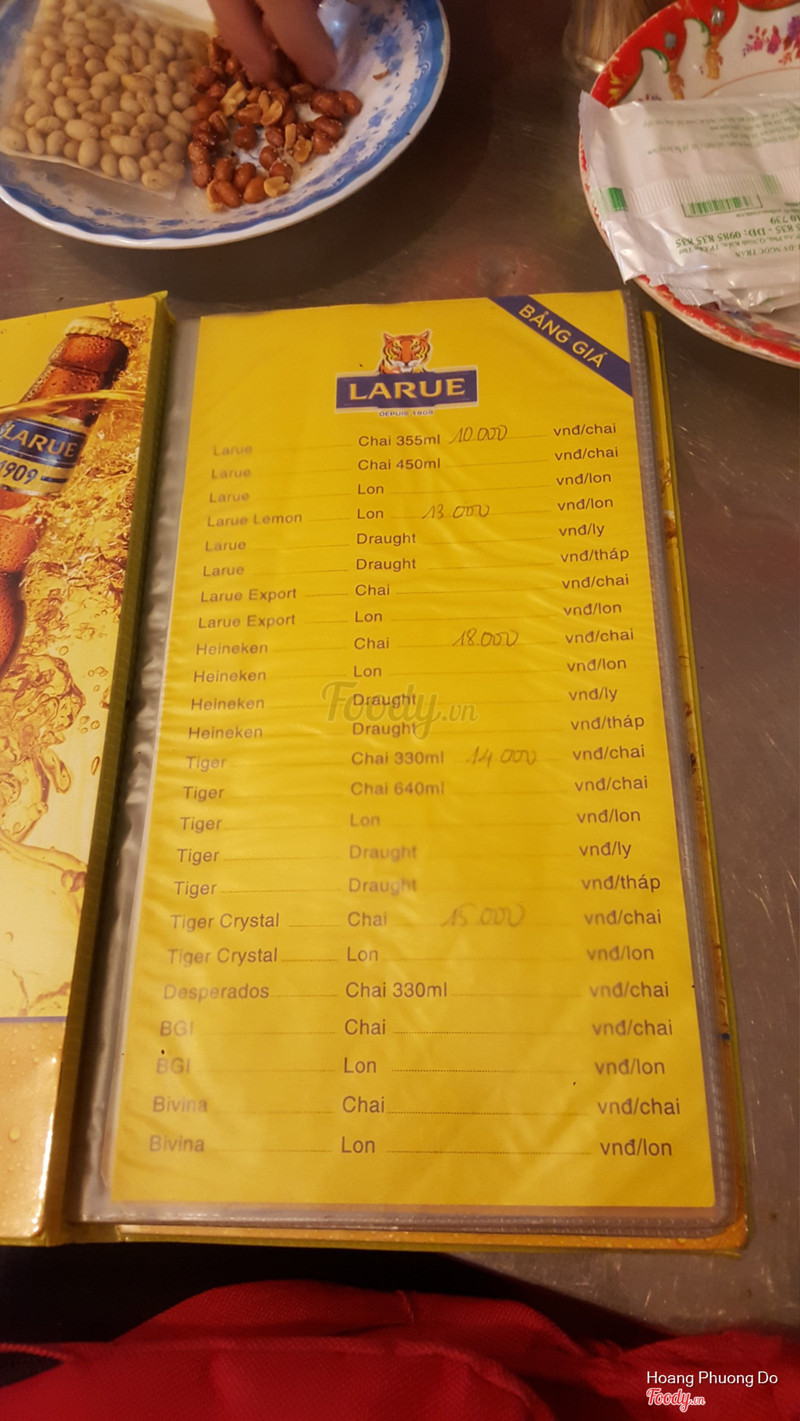 BẢNG GIÁ
LARUE
DEPUIS 1909
LARUE
1909
Larue Chai 355ml 10.000 vnđ/chai
Larue Chai 450ml vnđ/chai
Larue Lon vnđ/lon
Larue Lemon Lon 13.000 vnđ/lon
Larue Draught vnđ/ly
Larue Draught vnđ/tháp
Larue Export Chai vnđ/chai
Larue Export Lon vnđ/lon
Heineken Chai 18.000 vnđ/chai
Heineken Lon vnđ/lon
Heineken Draught vnđ/ly
Heineken Draught vnđ/tháp
Tiger Chai 330ml 14.000 vnđ/chai
Tiger Chai 640ml vnđ/chai
Tiger Lon vnđ/lon
Tiger Draught vnđ/ly
Tiger Draught vnđ/tháp
Tiger Crystal Chai 15.000 vnđ/chai
Tiger Crystal Lon vnđ/lon
Desperados Chai 330ml vnđ/chai
BGI Chai vnđ/chai
BGI Lon vnđ/lon
Bivina Chai vnđ/chai
Bivina Lon vnđ/lon
Foody.vn
Hoang Phuong Do
Foody.vn